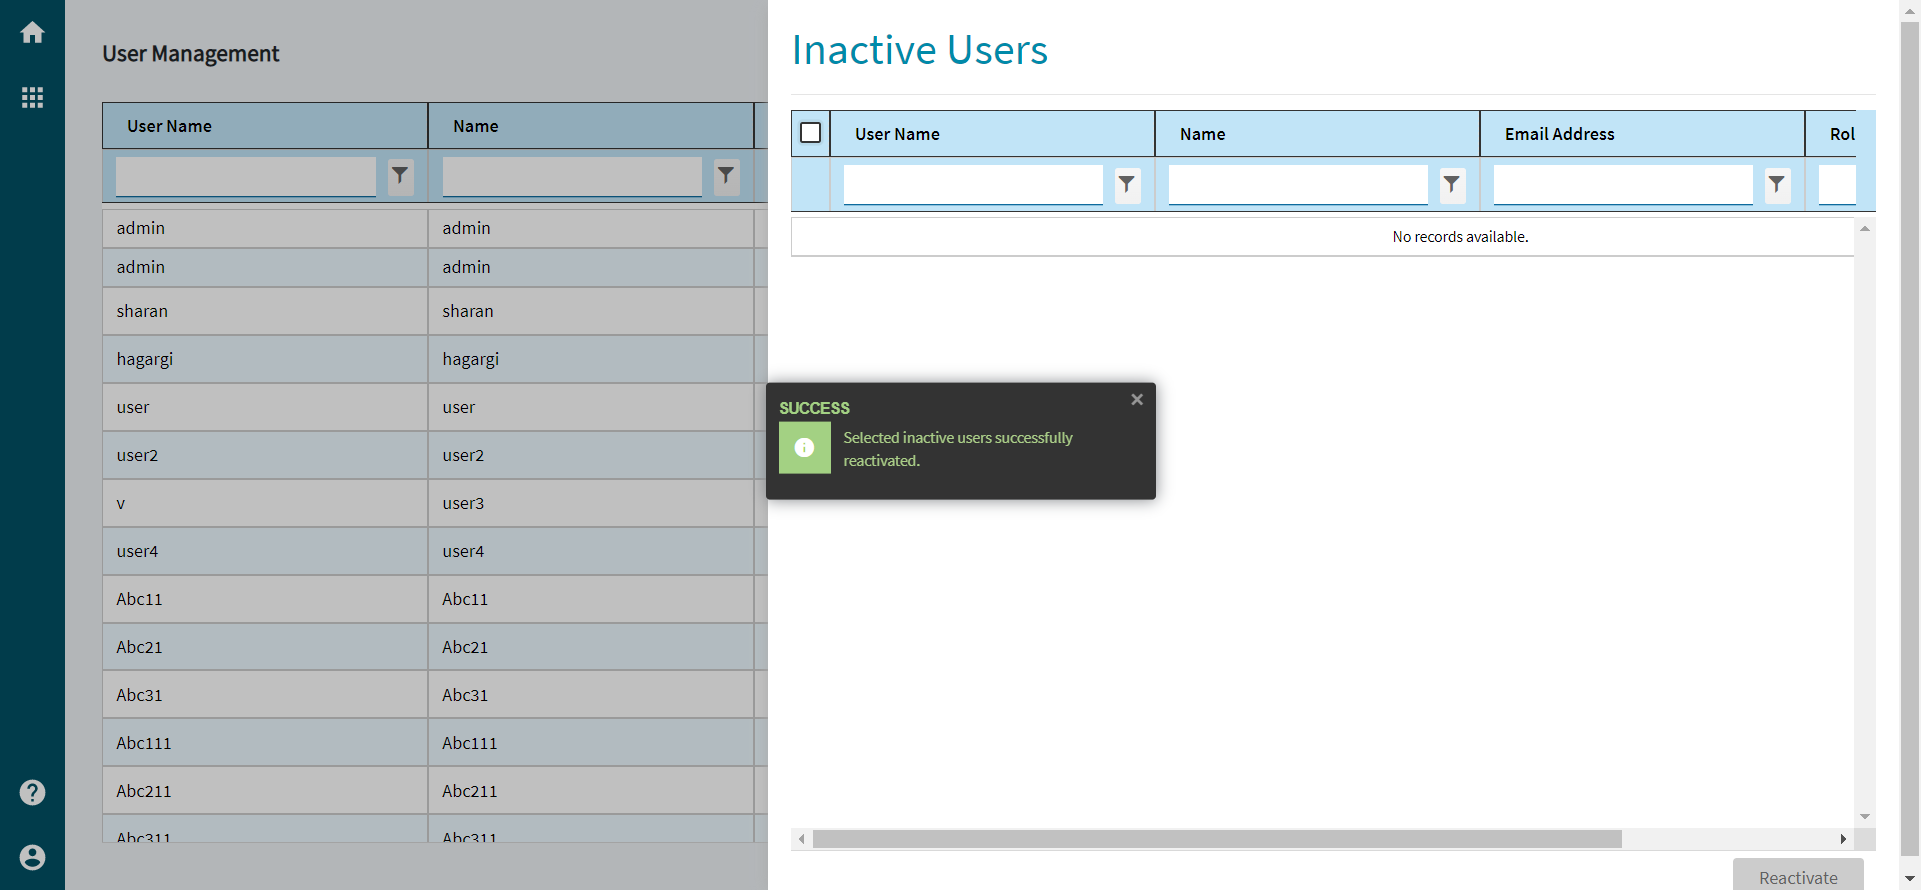 User Management
User Name Name
admin admin
admin admin
sharan sharan
hagargi hagargi
user user
user2 user2
v user3
user4 user4
Abc11 Abc11
Abc21 Abc21
Abc31 Abc31
Abc111 Abc111
Abc211 Abc211
Abc311 Abc311
Inactive Users
User Name Name Email Address Rol
No records available.
SUCCESS
Selected inactive users successfully
reactivated.
Reactivate